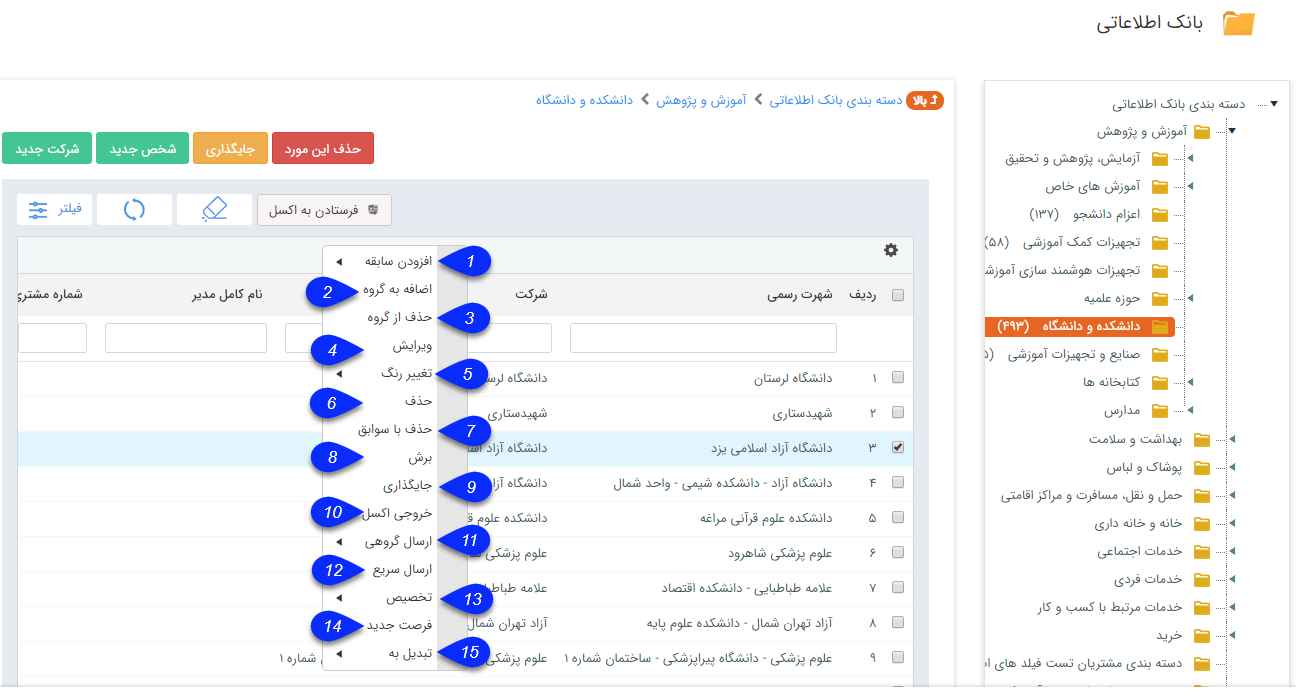 بانک اطلاعاتی
دسته بندی بانک اطلاعاتی
آموزش و پژوهش
آزمایش، پژوهش و تحقیق
آموزش های خاص
اعزام دانشجو (۱۳۷)
تجهیزات کمک آموزشی (۵۸)
تجهیزات هوشمند سازی آموزش
حوزه علمیه
دانشکده و دانشگاه (۴۹۳)
صنایع و تجهیزات آموزشی
کتابخانه ها
مدارس
بهداشت و سلامت
پوشاک و لباس
حمل و نقل، مسافرت و مراکز اقامتی
خانه و خانه داری
خدمات اجتماعی
خدمات فردی
خدمات مرتبط با کسب و کار
خرید
دسته بندی مشتریان تست فیلد های
بالا دسته بندی بانک اطلاعاتی آموزش و پژوهش دانشکده و دانشگاه
حذف این مورد جایگذاری شخص جدید شرکت جدید
فرستادن به اکسل فیلتر
ردیف شهرت رسمی شرکت نام کامل مدیر شماره مشتری
۱ دانشگاه لرستان دانشگاه لرس
۲ شهیدستاری شهیدستاری
۳ دانشگاه آزاد اسلامی یزد دانشگاه آزاد
۴ دانشگاه آزاد - دانشکده شیمی - واحد شمال دانشگاه آزاد
۵ دانشکده علوم قرآنی مراغه دانشکده علوم
۶ علوم پزشکی شاهرود علوم پزشکی
۷ علامه طباطبایی - دانشکده اقتصاد علامه
۸ آزاد تهران شمال - دانشکده علوم پایه آزاد تهران شمال
۹ علوم پزشکی - دانشگاه پیراپزشکی - ساختمان شماره ۱ علوم پزشکی شماره ۱
افزودن سابقه 1
اضافه به گروه 2
حذف از گروه 3
ویرایش 4
تغییر رنگ 5
حذف 6
حذف با سوابق 7
برش 8
جایگذاری 9
خروجی اکسل 10
ارسال گروهی 11
ارسال سریع 12
تخصیص 13
فرصت جدید 14
تبدیل به 15